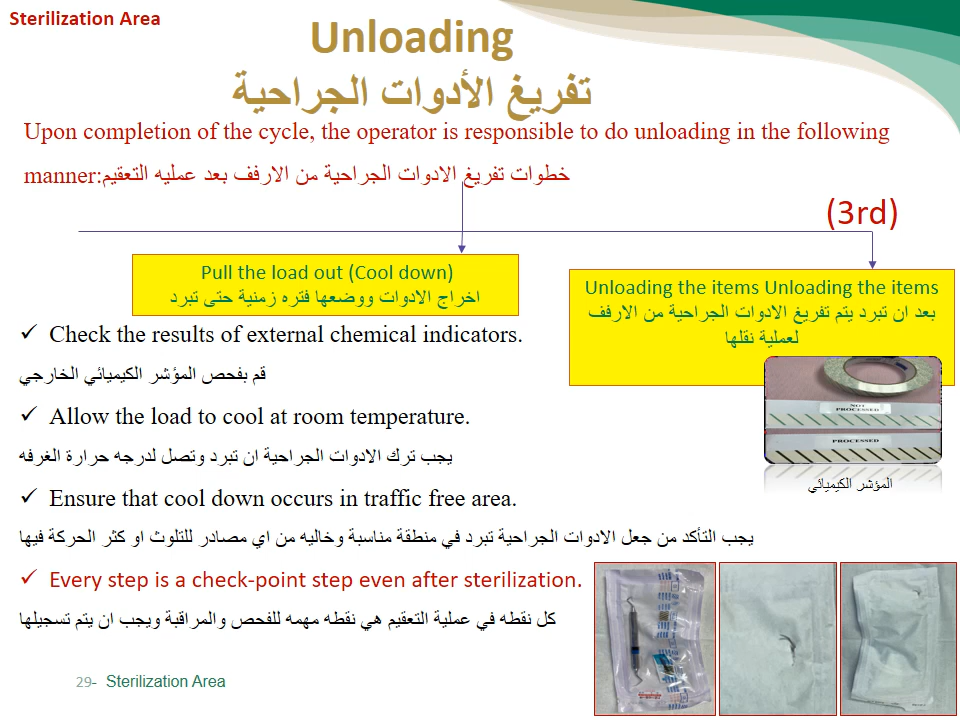 Sterilization Area
Unloading
تفريغ الأدوات الجراحية
Upon completion of the cycle, the operator is responsible to do unloading in the following
manner:خطوات تفريغ الادوات الجراحية من الارفف بعد عمليه التعقيم
(3rd)
Pull the load out (Cool down)
اخراج الادوات ووضعها فتره زمنية حتى تبرد
Unloading the items Unloading the items
بعد ان تبرد يتم تفريغ الادوات الجراحية من الارفف
لعملية نقلها
✓ Check the results of external chemical indicators.
قم بفحص المؤشر الكيميائي الخارجي
✓ Allow the load to cool at room temperature.
يجب ترك الادوات الجراحية ان تبرد وتصل لدرجه حرارة الغرفه
NOT
PROCESSED
PROCESSED
المؤشر الكيميائي
✓ Ensure that cool down occurs in traffic free area.
يجب التأكد من جعل الادوات الجراحية تبرد في منطقة مناسبة وخاليه من اي مصادر للتلوث او كثر الحركة فيها
✓ Every step is a check-point step even after sterilization.
كل نقطه في عملية التعقيم هي نقطه مهمه للفحص والمراقبة ويجب ان يتم تسجيلها
29- Sterilization Area